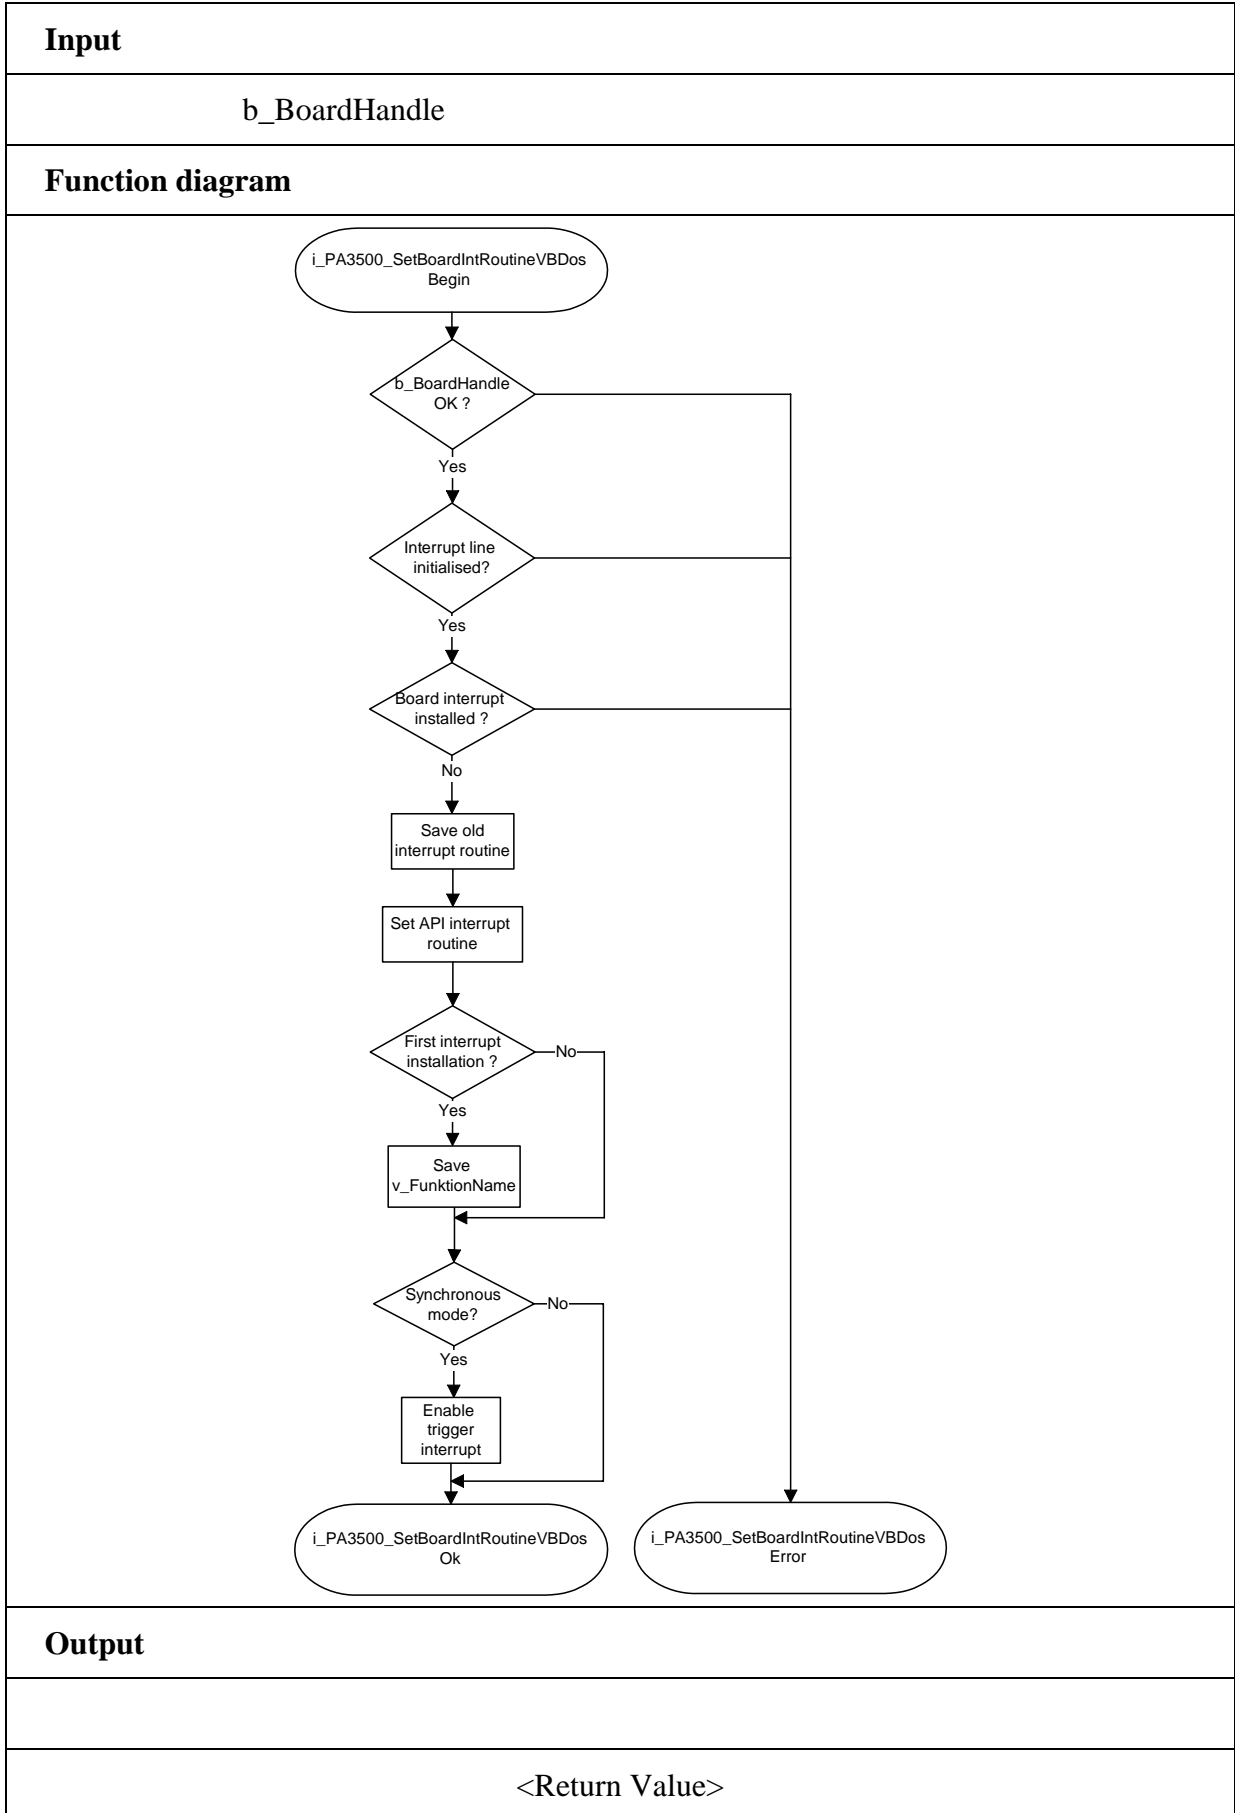 Input
b_BoardHandle
Function diagram
i_PA3500_SetBoardIntRoutineVBDos
Begin
b_BoardHandle
OK ?
Yes
Interrupt line
initialised?
Yes
Board interrupt
installed ?
No
Save old
interrupt routine
Set API interrupt
routine
First interrupt
installation ?
No
Yes
Save
v_FunktionName
Synchronous
mode?
No
Yes
Enable
trigger
interrupt
i_PA3500_SetBoardIntRoutineVBDos
Ok
i_PA3500_SetBoardIntRoutineVBDos
Error
Output
<Return Value>